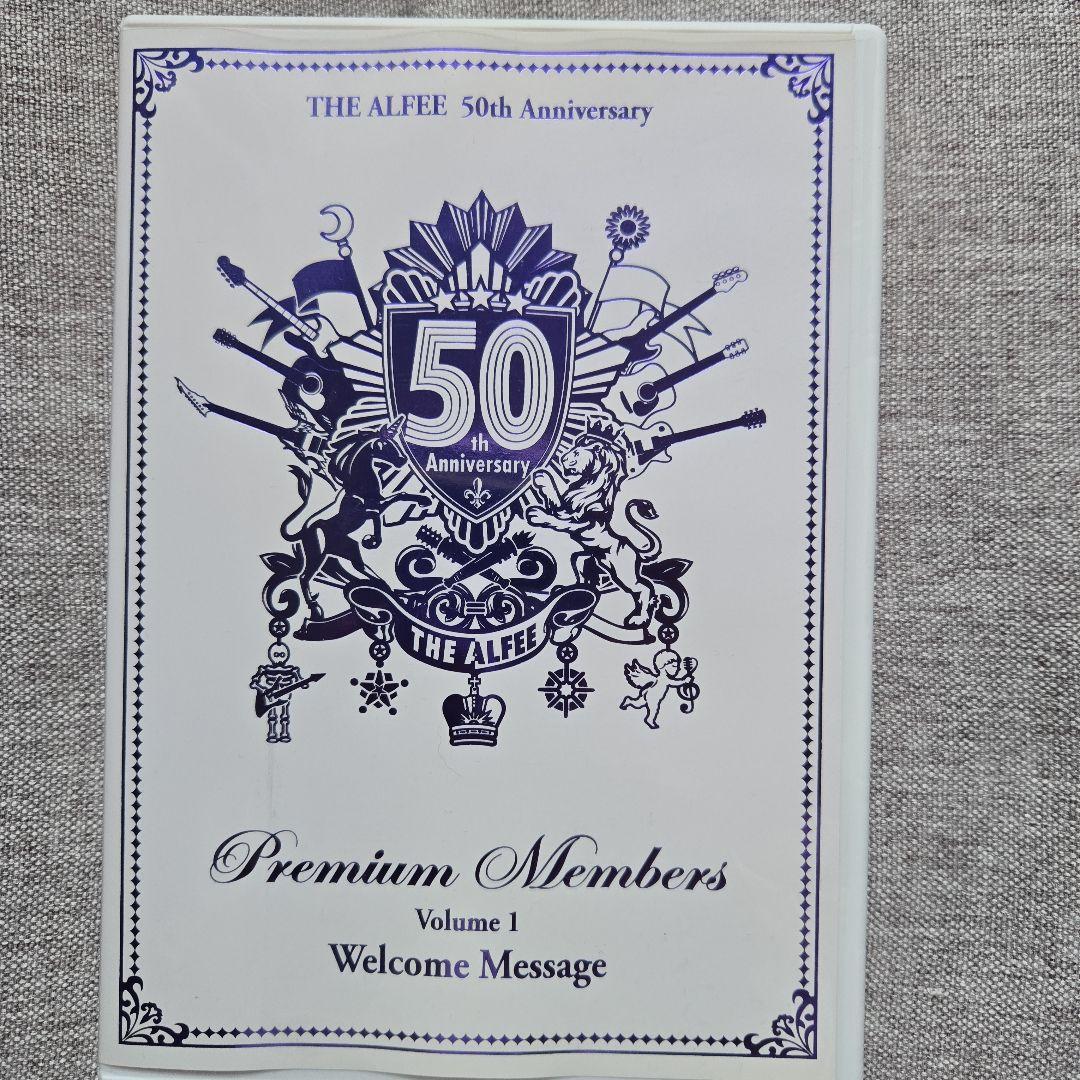 THE ALFEE 50th Anniversary
50
th
Anniversary
THE ALFEE
Premium Members
Volume 1
Welcome Message